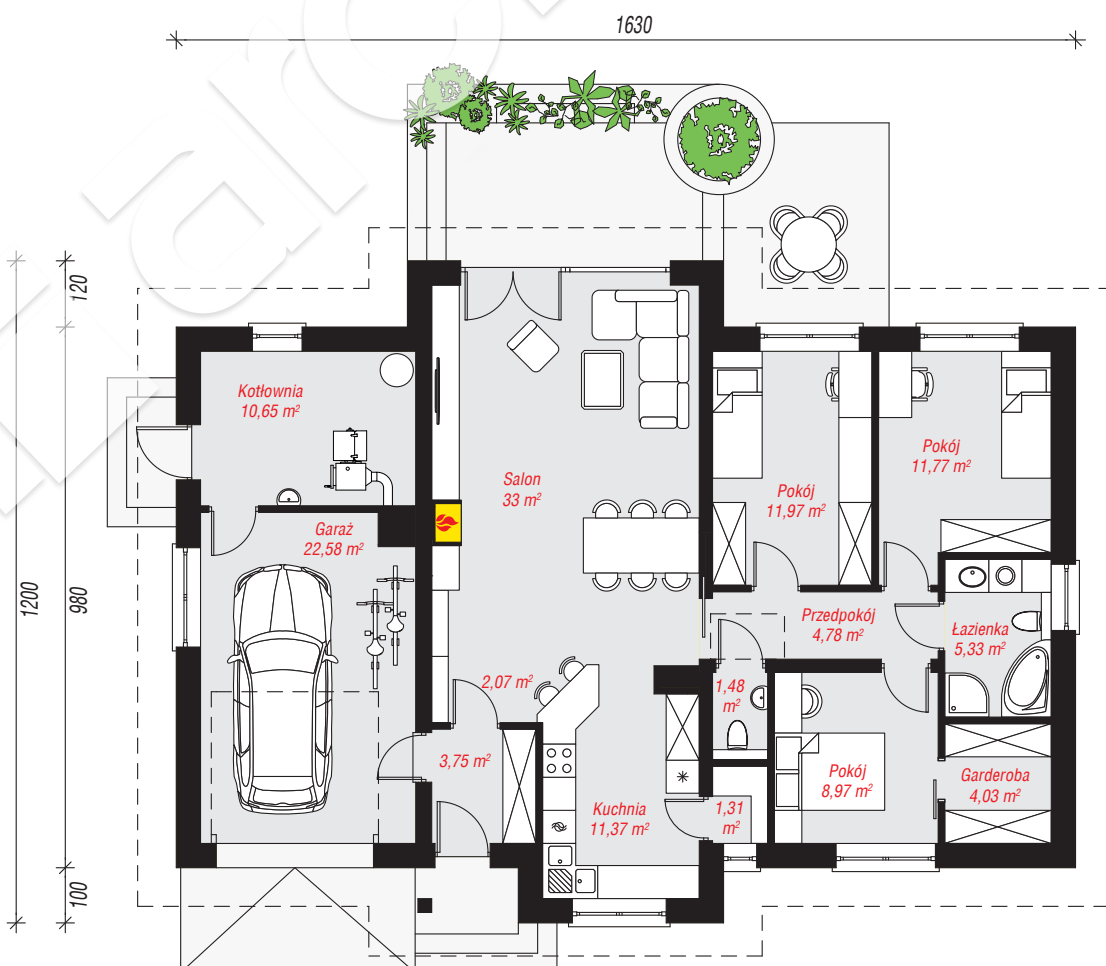 1630
120
1200
980
100
Kotłownia
10,65 m²
Salon
33 m²
Garaż
22,58 m²
Pokój
11,97 m²
Pokój
11,77 m²
Przedpokój
4,78 m²
Łazienka
5,33 m²
2,07 m²
1,48
m²
3,75 m²
Kuchnia
11,37 m²
1,31
m²
Pokój
8,97 m²
Garderoba
4,03 m²